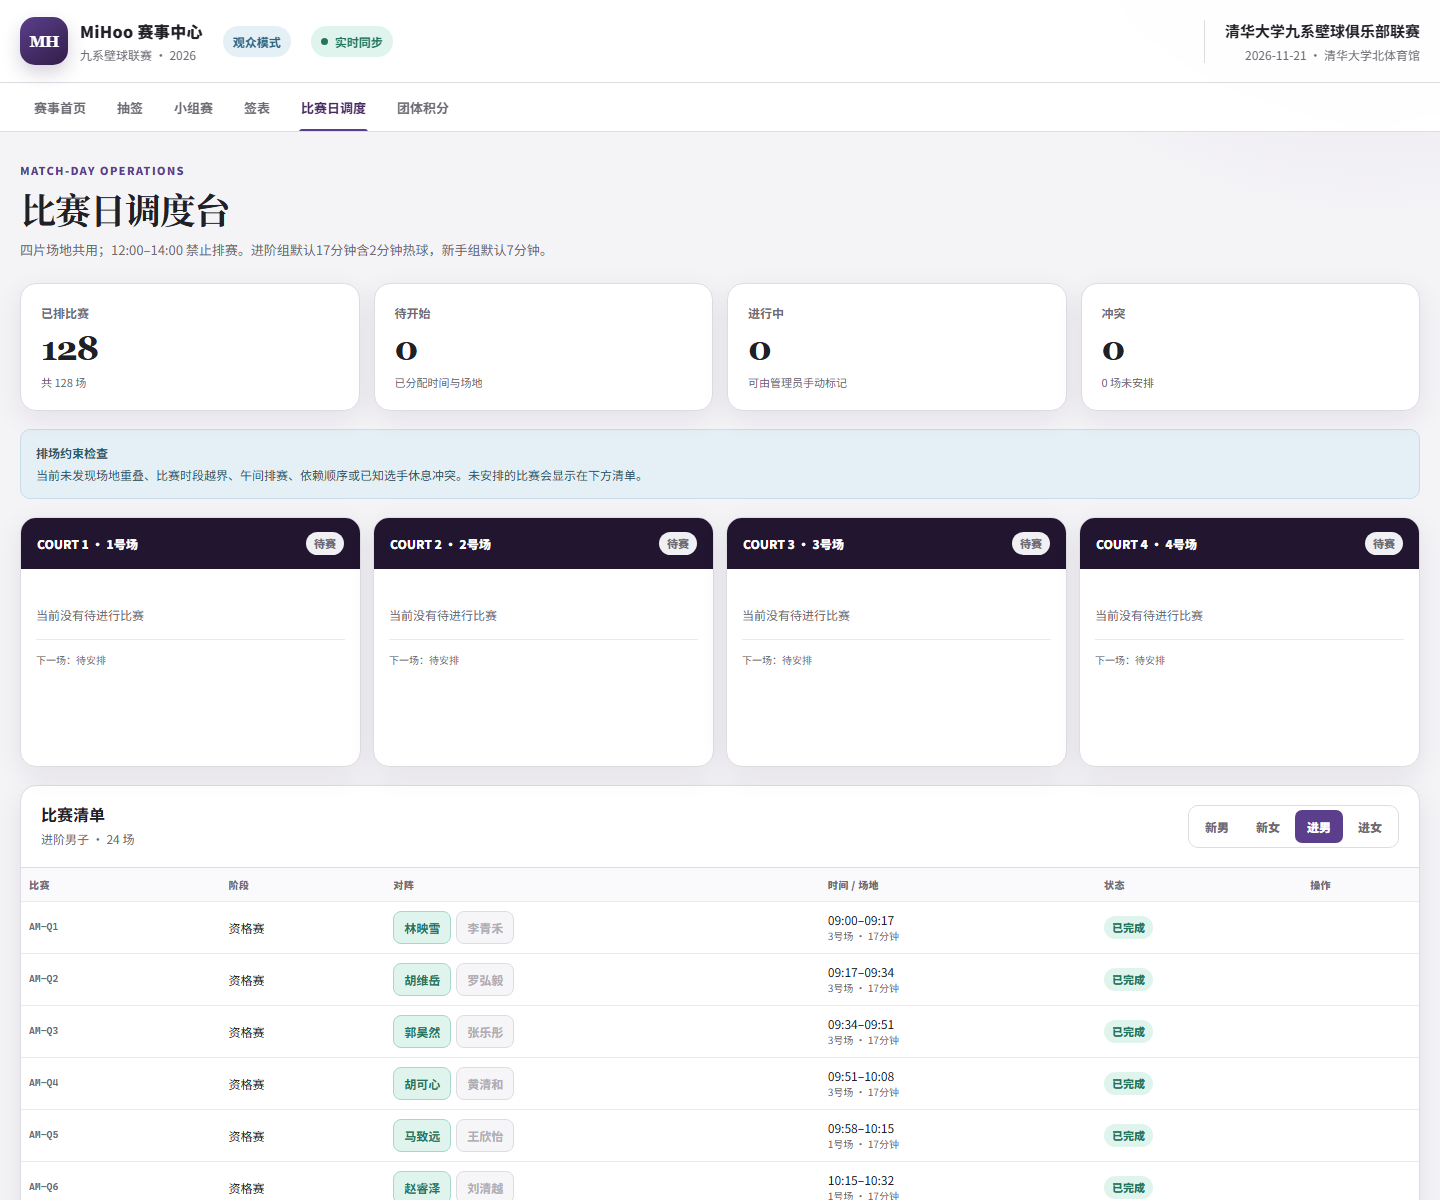 MH
MiHoo 赛事中心
九系壁球联赛 · 2026
观众模式
实时同步
清华大学九系壁球俱乐部联赛
2026-11-21 · 清华大学北体育馆
赛事首页
抽签
小组赛
签表
比赛日调度
团体积分
MATCH-DAY OPERATIONS
比赛日调度台
四片场地共用；12:00–14:00 禁止排赛。进阶组默认17分钟含2分钟热球，新手组默认7分钟。
已排比赛
128
共 128 场
待开始
0
已分配时间与场地
进行中
0
可由管理员手动标记
冲突
0
0 场未安排
排场约束检查
当前未发现场地重叠、比赛时段越界、午间排赛、依赖顺序或已知选手休息冲突。未安排的比赛会显示在下方清单。
COURT 1 · 1号场
待赛
当前没有待进行比赛
下一场：待安排
COURT 2 · 2号场
待赛
当前没有待进行比赛
下一场：待安排
COURT 3 · 3号场
待赛
当前没有待进行比赛
下一场：待安排
COURT 4 · 4号场
待赛
当前没有待进行比赛
下一场：待安排
比赛清单
进阶男子 · 24 场
新男
新女
进男
进女
比赛 阶段 对阵 时间 / 场地 状态 操作
AM-Q1 资格赛 林映雪 李青禾 09:00–09:17 已完成
3号场 · 17分钟
AM-Q2 资格赛 胡维岳 罗弘毅 09:17–09:34 已完成
3号场 · 17分钟
AM-Q3 资格赛 郭昊然 张乐彤 09:34–09:51 已完成
3号场 · 17分钟
AM-Q4 资格赛 胡可心 黄清和 09:51–10:08 已完成
3号场 · 17分钟
AM-Q5 资格赛 马致远 王欣怡 09:58–10:15 已完成
1号场 · 17分钟
AM-Q6 资格赛 赵睿泽 刘清越 10:15–10:32 已完成
1号场 · 17分钟